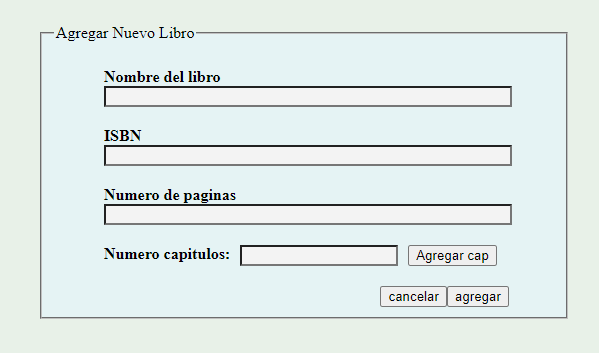 Agregar Nuevo Libro
Nombre del libro
ISBN
Numero de paginas
Numero capitulos: Agregar cap
cancelar agregar